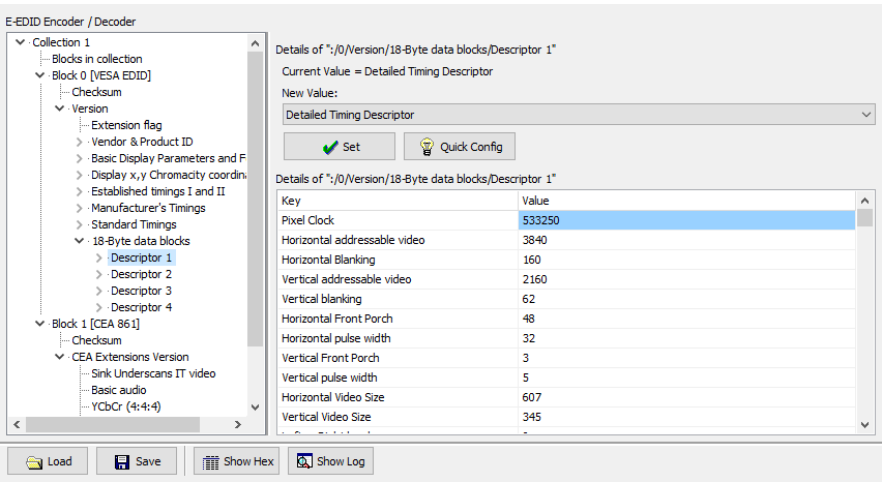 E-EDID Encoder / Decoder
Collection 1
Blocks in collection
Block 0 [VESA EDID]
Checksum
Version
Extension flag
Vendor & Product ID
Basic Display Parameters and F
Display x,y Chromacity coordin
Established timings I and II
Manufacturer's Timings
Standard Timings
18-Byte data blocks
Descriptor 1
Descriptor 2
Descriptor 3
Descriptor 4
Block 1 [CEA 861]
Checksum
CEA Extensions Version
Sink Underscans IT video
Basic audio
YCbCr (4:4:4)
Details of ":/0/Version/18-Byte data blocks/Descriptor 1"
Current Value = Detailed Timing Descriptor
New Value:
Detailed Timing Descriptor
Set Quick Config
Details of ":/0/Version/18-Byte data blocks/Descriptor 1"
Key Value
Pixel Clock 533250
Horizontal addressable video 3840
Horizontal Blanking 160
Vertical addressable video 2160
Vertical blanking 62
Horizontal Front Porch 48
Horizontal pulse width 32
Vertical Front Porch 3
Vertical pulse width 5
Horizontal Video Size 607
Vertical Video Size 345
Load Save Show Hex Show Log